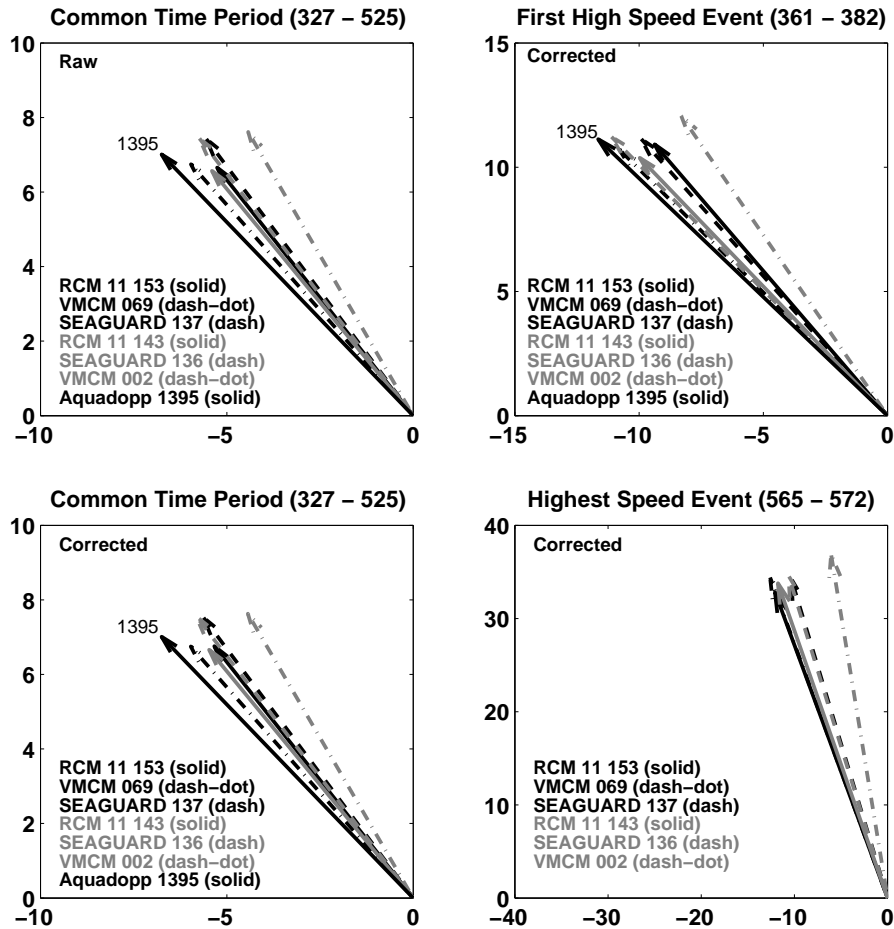 Common Time Period (327 – 525)
10
8
6
4
2
0
Raw
1395
RCM 11 153 (solid)
VMCM 069 (dash–dot)
SEAGUARD 137 (dash)
RCM 11 143 (solid)
SEAGUARD 136 (dash)
VMCM 002 (dash–dot)
Aquadopp 1395 (solid)
−10
−5
0
First High Speed Event (361 – 382)
15
10
5
0
Corrected
1395
RCM 11 153 (solid)
VMCM 069 (dash–dot)
SEAGUARD 137 (dash)
RCM 11 143 (solid)
SEAGUARD 136 (dash)
VMCM 002 (dash–dot)
Aquadopp 1395 (solid)
−15
−10
−5
0
Common Time Period (327 – 525)
10
8
6
4
2
0
Corrected
1395
RCM 11 153 (solid)
VMCM 069 (dash–dot)
SEAGUARD 137 (dash)
RCM 11 143 (solid)
SEAGUARD 136 (dash)
VMCM 002 (dash–dot)
Aquadopp 1395 (solid)
−10
−5
0
Highest Speed Event (565 – 572)
40
30
20
10
0
Corrected
RCM 11 153 (solid)
VMCM 069 (dash–dot)
SEAGUARD 137 (dash)
RCM 11 143 (solid)
SEAGUARD 136 (dash)
VMCM 002 (dash–dot)
−40
−30
−20
−10
0